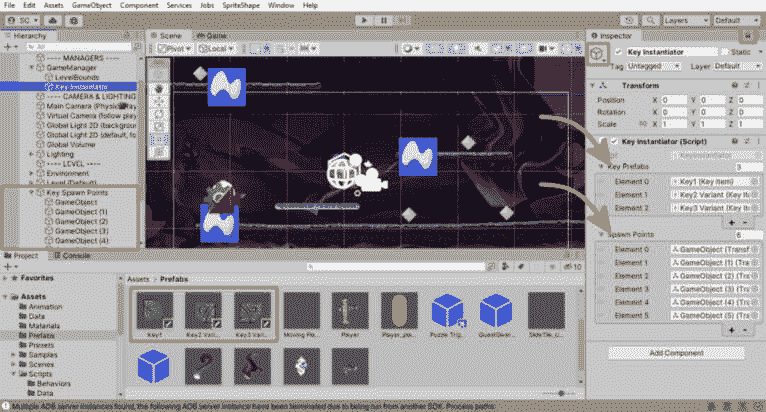 File Edit Assets GameObject Component Services Jobs SpriteShape Window Help
SC
Layers
Default
Hierarchy
Scene
Game
Inspector
All
Pivot
Local
---- MANAGERS ----
GameManager
LevelBounds
Key Instantiator
---- CAMERA & LIGHTING
Main Camera (Physic
Virtual Camera (follow play
Global Light 2D (backgrour
Global Light 2D (default, fo
Global Volume
Lighting
---- LEVEL ----
Environment
Level (Default)
Key Spawn Points
GameObject
GameObject (1)
GameObject (2)
GameObject (3)
GameObject (4)
Key Instantiator
Static
Tag Untagged Layer Default
Transform
Position X 0 Y 0 Z 0
Rotation X 0 Y 0 Z 0
Scale X 1 Y 1 Z 1
Key Instantiator (Script)
KeyInstantiator
Key Prefabs 3
Element 0 Key1 (Key Item)
Element 1 Key2 Variant (Key It
Element 2 Key3 Variant (Key It
+ -
Spawn Points 6
Element 0 GameObject (Transf
Element 1 GameObject (1) (Tra
Element 2 GameObject (2) (Tra
Element 3 GameObject (3) (Tra
Element 4 GameObject (4) (Tra
Element 5 GameObject (5) (Tra
+ -
Add Component
Project
Console
10
Favorites
Assets
Animation
Data
Materials
Prefabs
Presets
Samples
Scenes
Scripts
Behaviors
Data
Assets > Prefabs
Key1
Key2 Vari...
Key3 Vari...
Moving Plo...
Player
Puzzle Trig...
Multiple ADB server instances found, the following ADB server instance have been terminated due to being run from another SDK. Process paths: